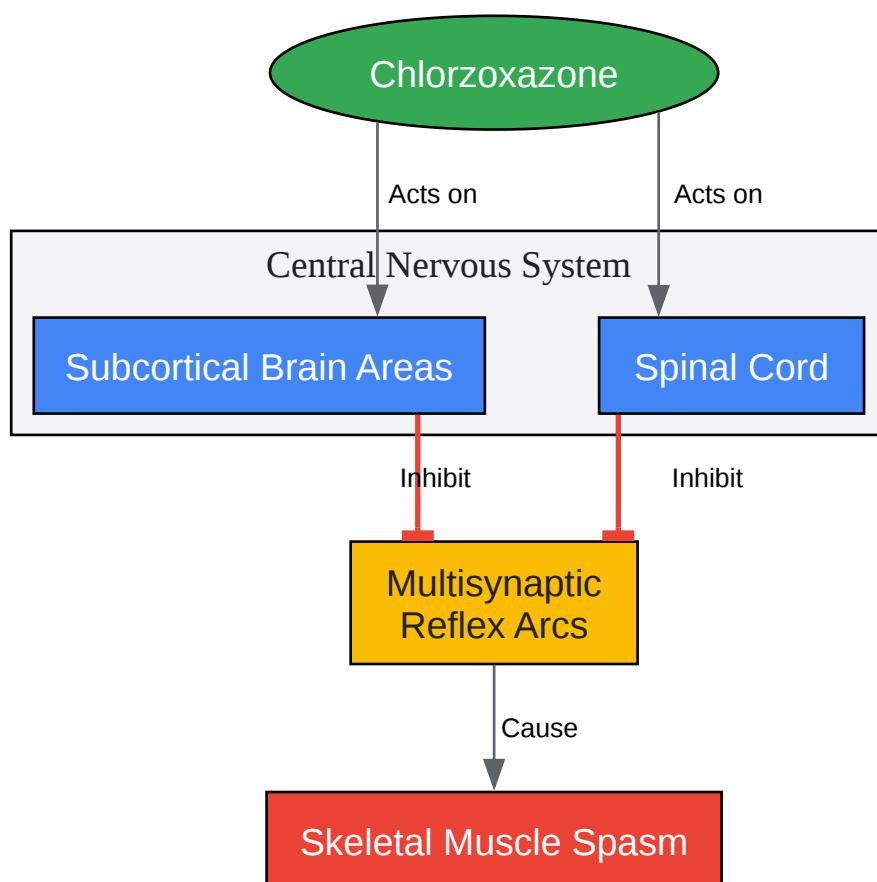 Chlorzoxazone
Acts on
Acts on
Central Nervous System
Subcortical Brain Areas
Spinal Cord
Inhibit
Inhibit
Multisynaptic
Reflex Arcs
Cause
Skeletal Muscle Spasm